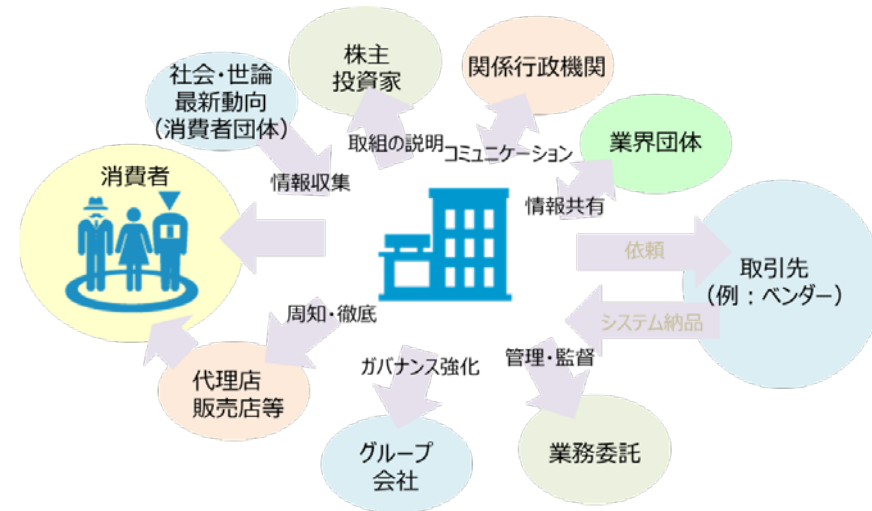 株主
投資家
関係行政機関
社会・世論
最新動向
（消費者団体）
業界団体
取組の説明
コミュニケーション
消費者
情報収集
情報共有
依頼
取引先
（例：ベンダー）
周知・徹底
システム納品
ガバナンス強化
管理・監督
代理店
販売店等
グループ
会社
業務委託